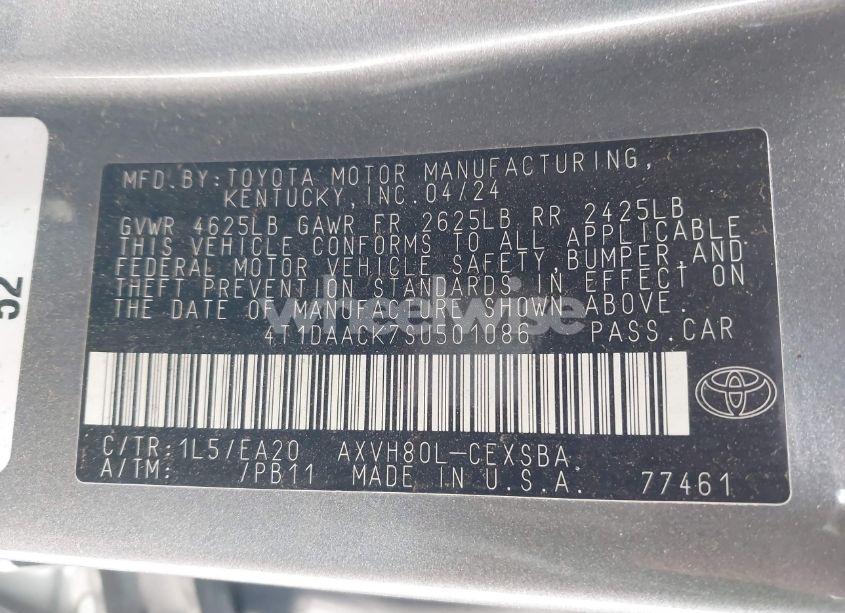 MFD.BY:TOYOTA MOTOR MANUFACTURING,
KENTUCKY,INC.04/24
GVWR 4625LB GAWR FR 2625LB RR 2425LB
THIS VEHICLE CONFORMS TO ALL APPLICABLE
FEDERAL MOTOR VEHICLE SAFETY,BUMPER,AND
THEFT PREVENTION STANDARDS IN EFFECT ON
THE DATE OF MANUFACTURE SHOWN ABOVE.
wheelwise
4T1DAACK7SU501086 PASS.CAR
C/TR:1L5/EA20 AXVH80L-CEXSBA
A/TM: /PB11 MADE IN U.S.A. 77461
52